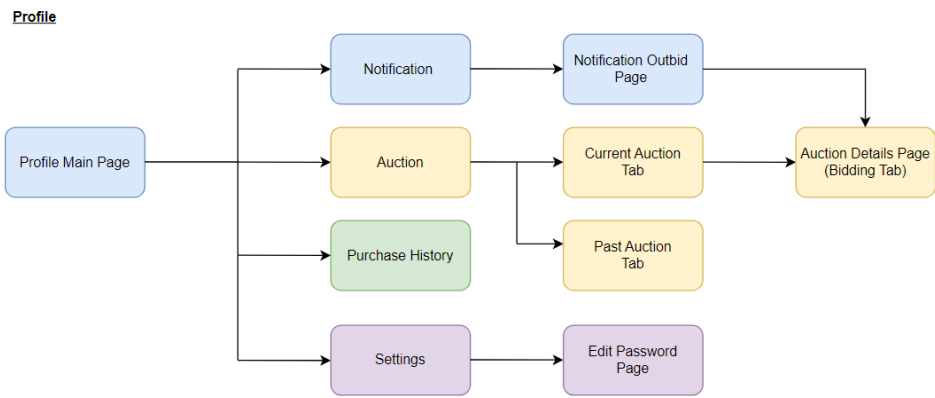 Profile
Notification
Notification Outbid
Page
Profile Main Page
Auction
Current Auction
Tab
Auction Details Page
(Bidding Tab)
Purchase History
Past Auction
Tab
Settings
Edit Password
Page